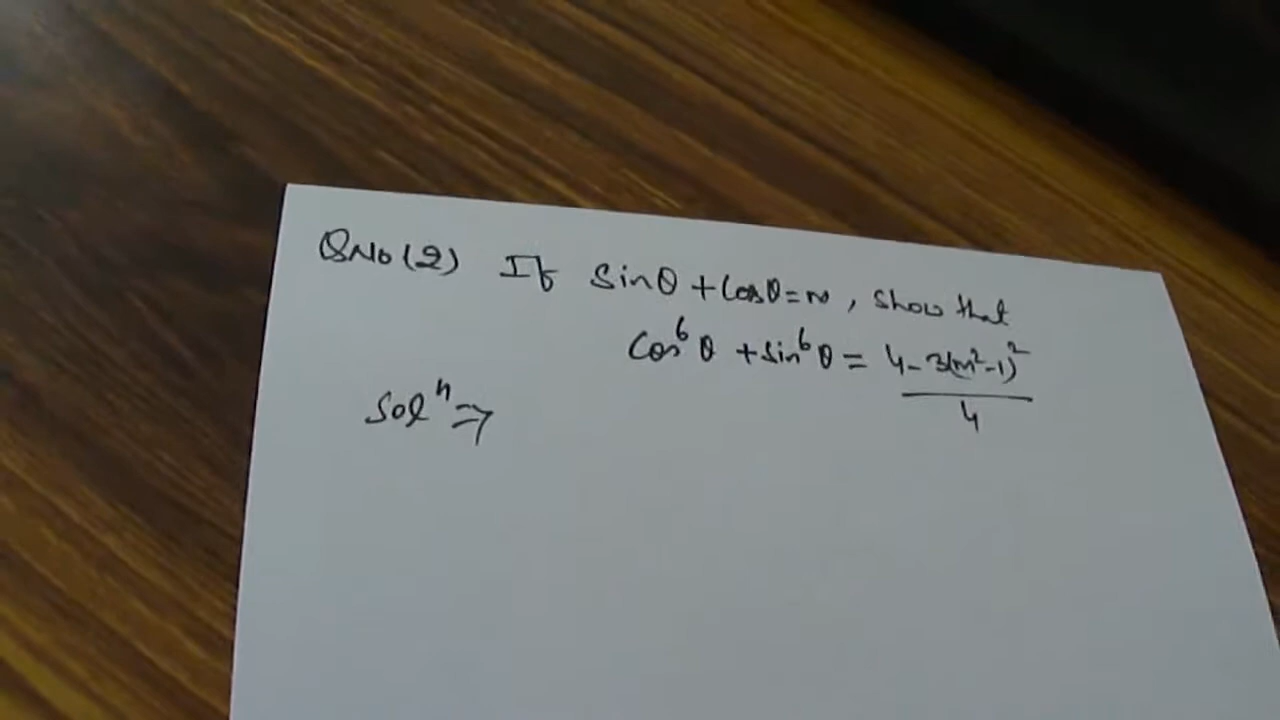 QNo (2) If sinθ + cosθ = m, show that
cos⁶θ + sin⁶θ = 4 - 3(m² - 1)²
4
Solⁿ ⇒